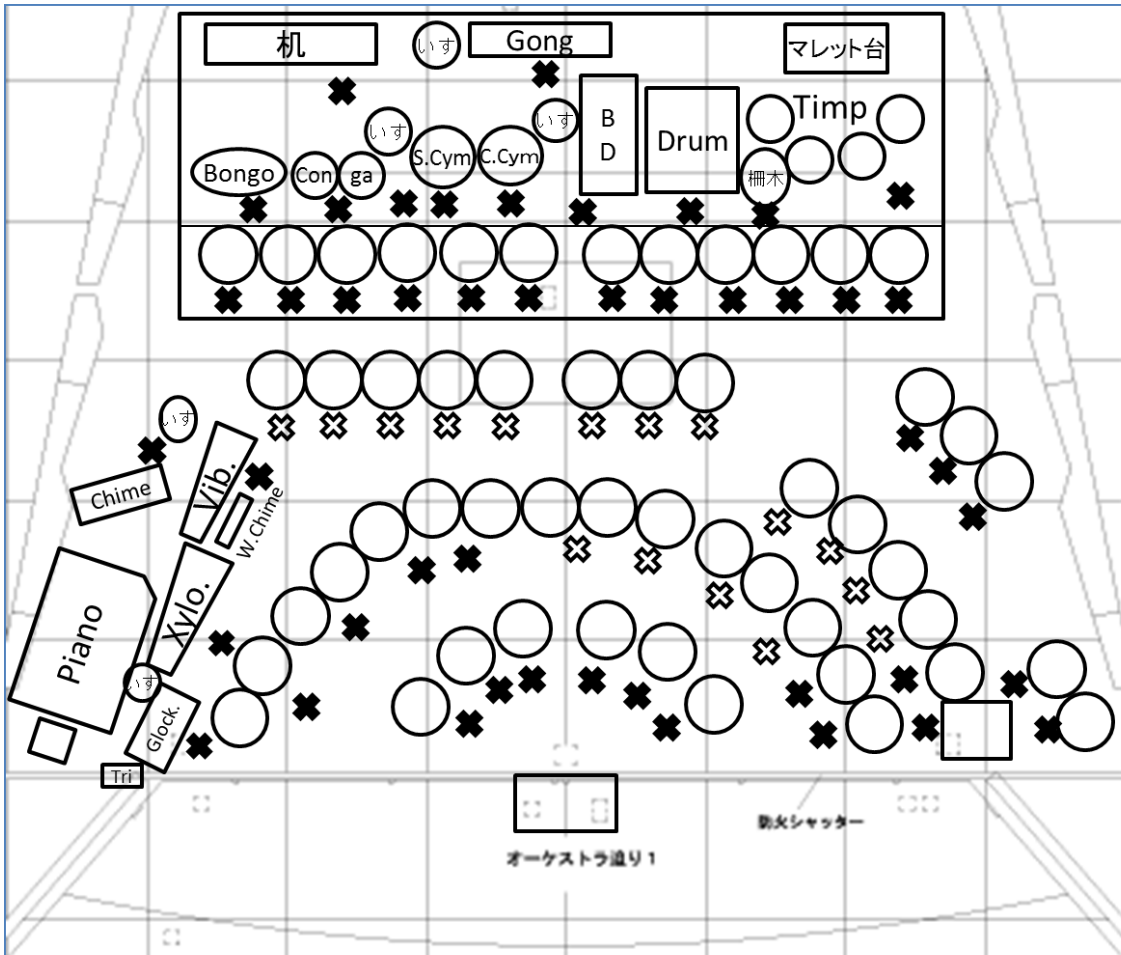 机
いす
Gong
マレット台
いす
いす
B
D
Drum
Timp
Bongo
Con
ga
S.Cym
C.Cym
柵木
いす
Chime
Vib.
W.Chime
Piano
Xylo.
いす
Glock.
Tri
防火シャッター
オーケストラ迫り1